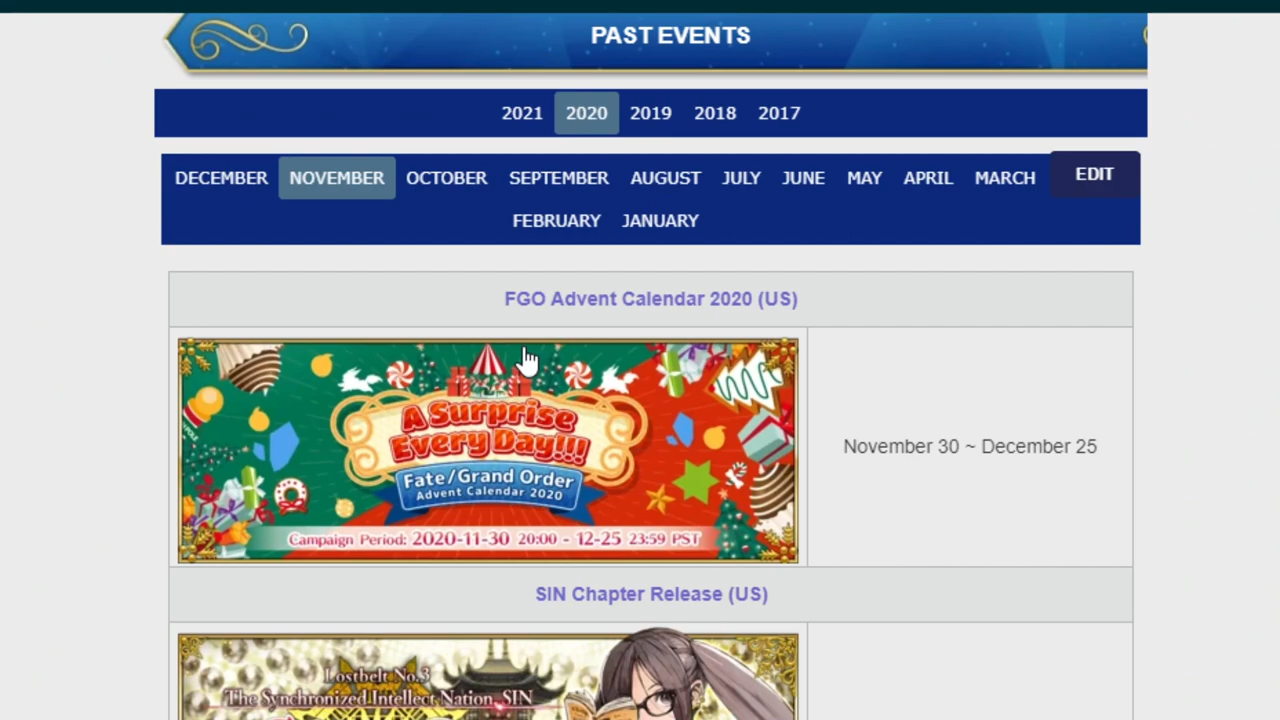 PAST EVENTS
2021 2020 2019 2018 2017
DECEMBER NOVEMBER OCTOBER SEPTEMBER AUGUST JULY JUNE MAY APRIL MARCH EDIT
FEBRUARY JANUARY
FGO Advent Calendar 2020 (US)
A Surprise
Every Day!!!
Fate/Grand Order
Advent Calendar 2020
Campaign Period: 2020-11-30 20:00 - 12-25 23:59 PST
November 30 ~ December 25
SIN Chapter Release (US)
Lostbelt No.3
The Synchronized Intellect Nation, SIN